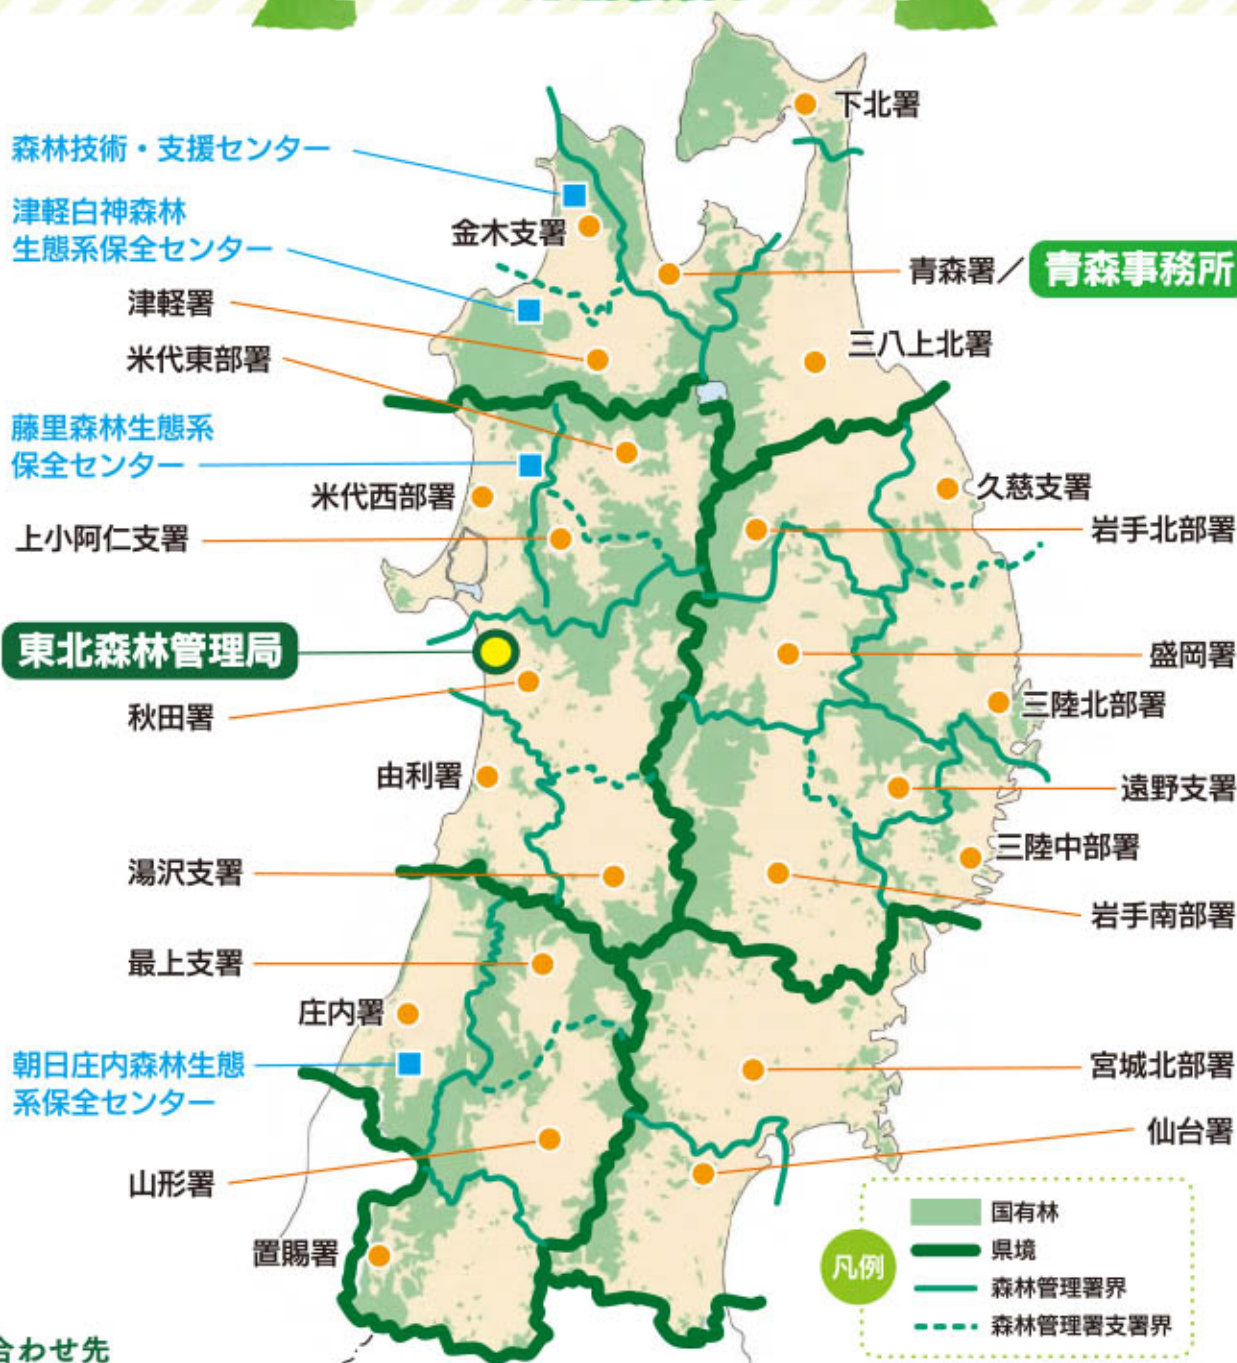 下北署
森林技術・支援センター
津軽白神森林
生態系保全センター
金木支署
青森署／ 青森事務所
津軽署
三八上北署
米代東部署
藤里森林生態系
保全センター
米代西部署
久慈支署
上小阿仁支署
岩手北部署
東北森林管理局
盛岡署
秋田署
三陸北部署
由利署
遠野支署
湯沢支署
三陸中部署
岩手南部署
最上支署
庄内署
朝日庄内森林生態
系保全センター
宮城北部署
仙台署
山形署
置賜署
凡例
国有林
県境
森林管理署界
森林管理署支署界
合わせ先